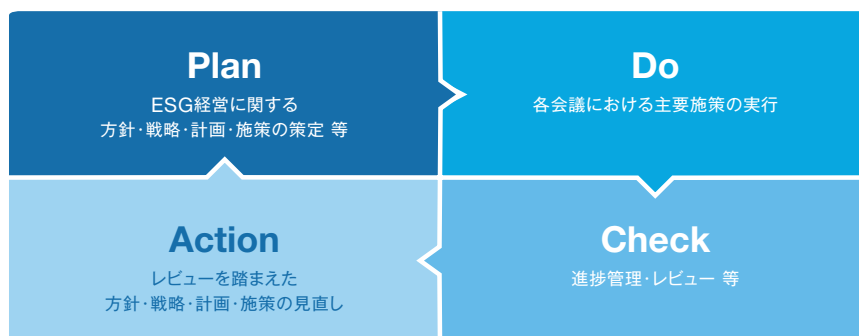 Plan
ESG経営に関する
方針・戦略・計画・施策の策定 等
Do
各会議における主要施策の実行
Action
レビューを踏まえた
方針・戦略・計画・施策の見直し
Check
進捗管理・レビュー 等